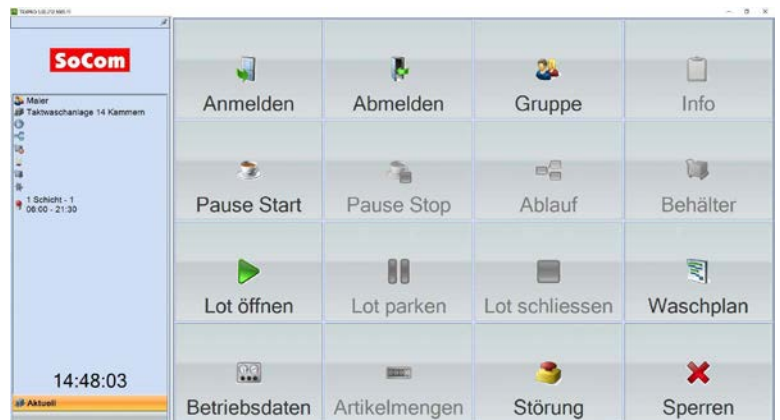 SoCom
Maier
Taktwaschanlage 14 Kammern
1 Schicht - 1
06:00 - 21:30
14:48:03
Aktuell
Anmelden
Abmelden
Gruppe
Info
Pause Start
Pause Stop
Ablauf
Behälter
Lot öffnen
Lot parken
Lot schliessen
Waschplan
Betriebsdaten
Artikelmengen
Störung
Sperren